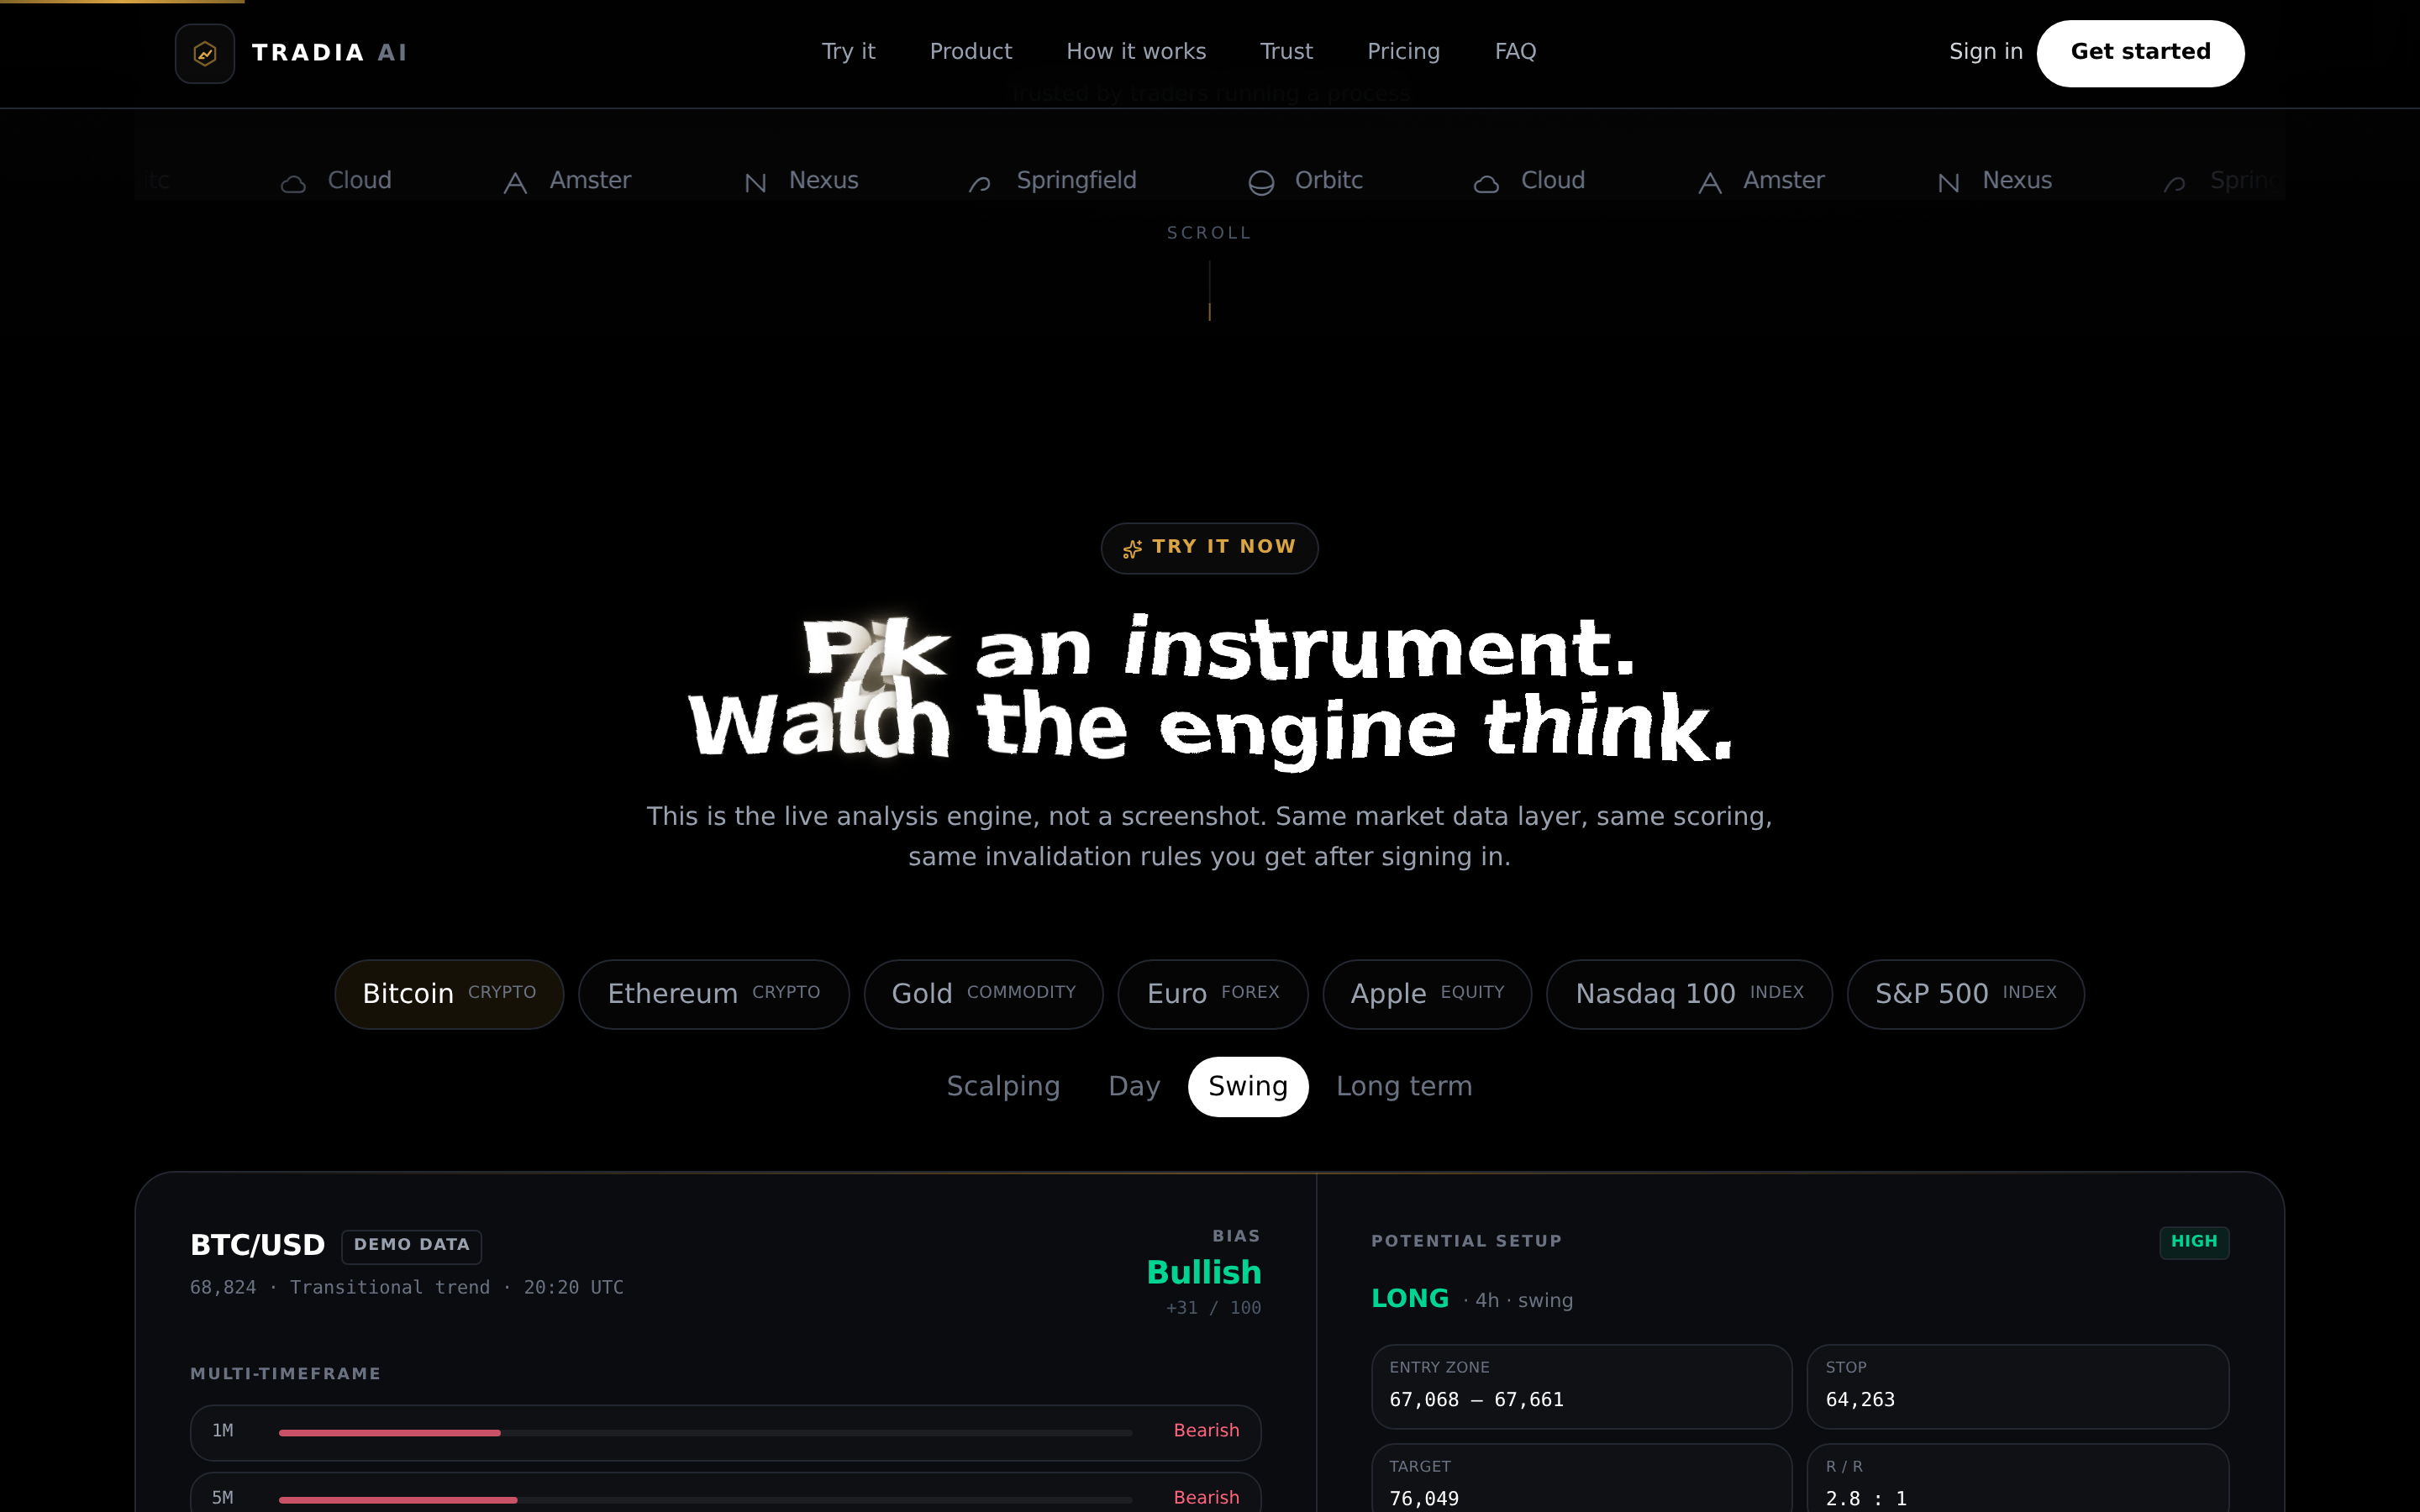 TRADIA AI
Try it
Product
How it works
Trust
Pricing
FAQ
Sign in
Get started
Trusted by traders running a process
Cloud
Amster
Nexus
Springfield
Orbitc
Cloud
Amster
Nexus
SCROLL
TRY IT NOW
an instrument.
Watch the engine think.
This is the live analysis engine, not a screenshot. Same market data layer, same scoring,
same invalidation rules you get after signing in.
Bitcoin CRYPTO
Ethereum CRYPTO
Gold COMMODITY
Euro FOREX
Apple EQUITY
Nasdaq 100 INDEX
S&P 500 INDEX
Scalping
Day
Swing
Long term
BTC/USD DEMO DATA
68,824 · Transitional trend · 20:20 UTC
BIAS
Bullish
+31 / 100
MULTI-TIMEFRAME
1M
Bearish
5M
Bearish
POTENTIAL SETUP
HIGH
LONG · 4h · swing
ENTRY ZONE
67,068 — 67,661
STOP
64,263
TARGET
76,049
R / R
2.8 : 1